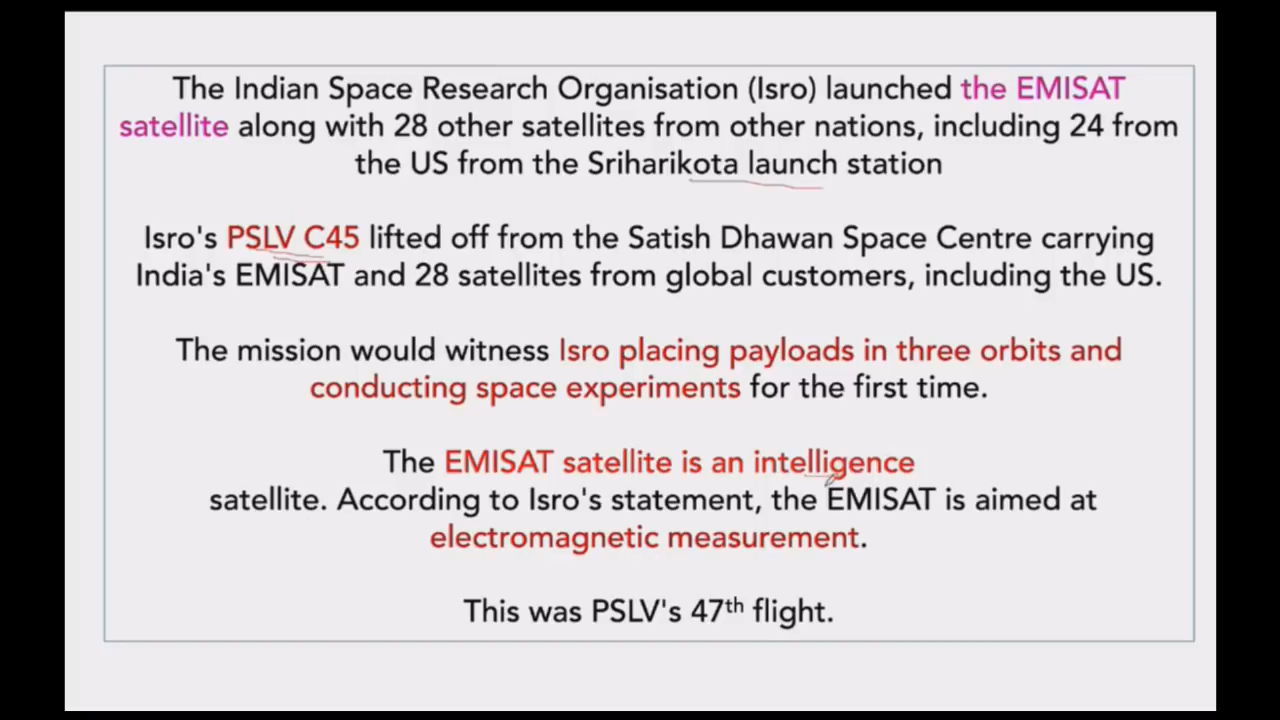 The Indian Space Research Organisation (Isro) launched the EMISAT
satellite along with 28 other satellites from other nations, including 24 from
the US from the Sriharikota launch station
Isro's PSLV C45 lifted off from the Satish Dhawan Space Centre carrying
India's EMISAT and 28 satellites from global customers, including the US.
The mission would witness Isro placing payloads in three orbits and
conducting space experiments for the first time.
The EMISAT satellite is an intelligence
satellite. According to Isro's statement, the EMISAT is aimed at
electromagnetic measurement.
This was PSLV's 47th flight.